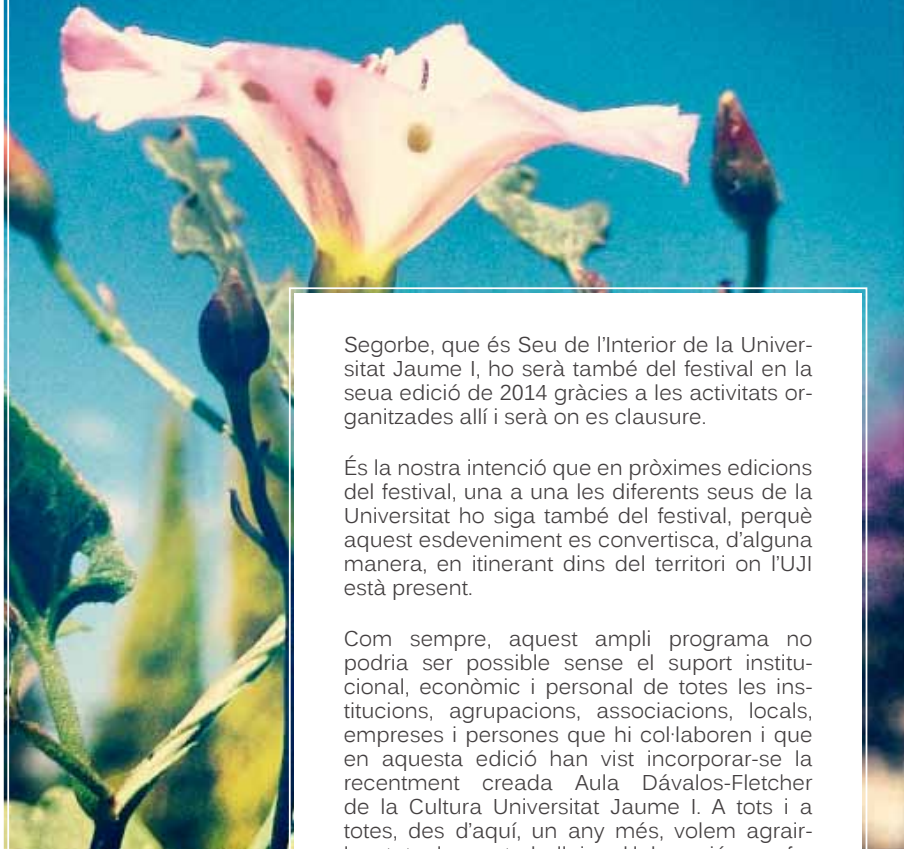 Segorbe, que és Seu de l'Interior de la Univer-
sitat Jaume I, ho serà també del festival en la
seua edició de 2014 gràcies a les activitats or-
ganitzades allí i serà on es clausure.
És la nostra intenció que en pròximes edicions
del festival, una a una les diferents seus de la
Universitat ho siga també del festival, perquè
aquest esdeveniment es convertisca, d'alguna
manera, en itinerant dins del territori on l'UJI
està present.
Com sempre, aquest ampli programa no
podria ser possible sense el suport institu-
cional, econòmic i personal de totes les ins-
titucions, agrupacions, associacions, locals,
empreses i persones que hi col·laboren i que
en aquesta edició han vist incorporar-se la
recentment creada Aula Dávalos-Fletcher
de la Cultura Universitat Jaume I. A tots i a
totes, des d'aquí, un any més, volem agrair-